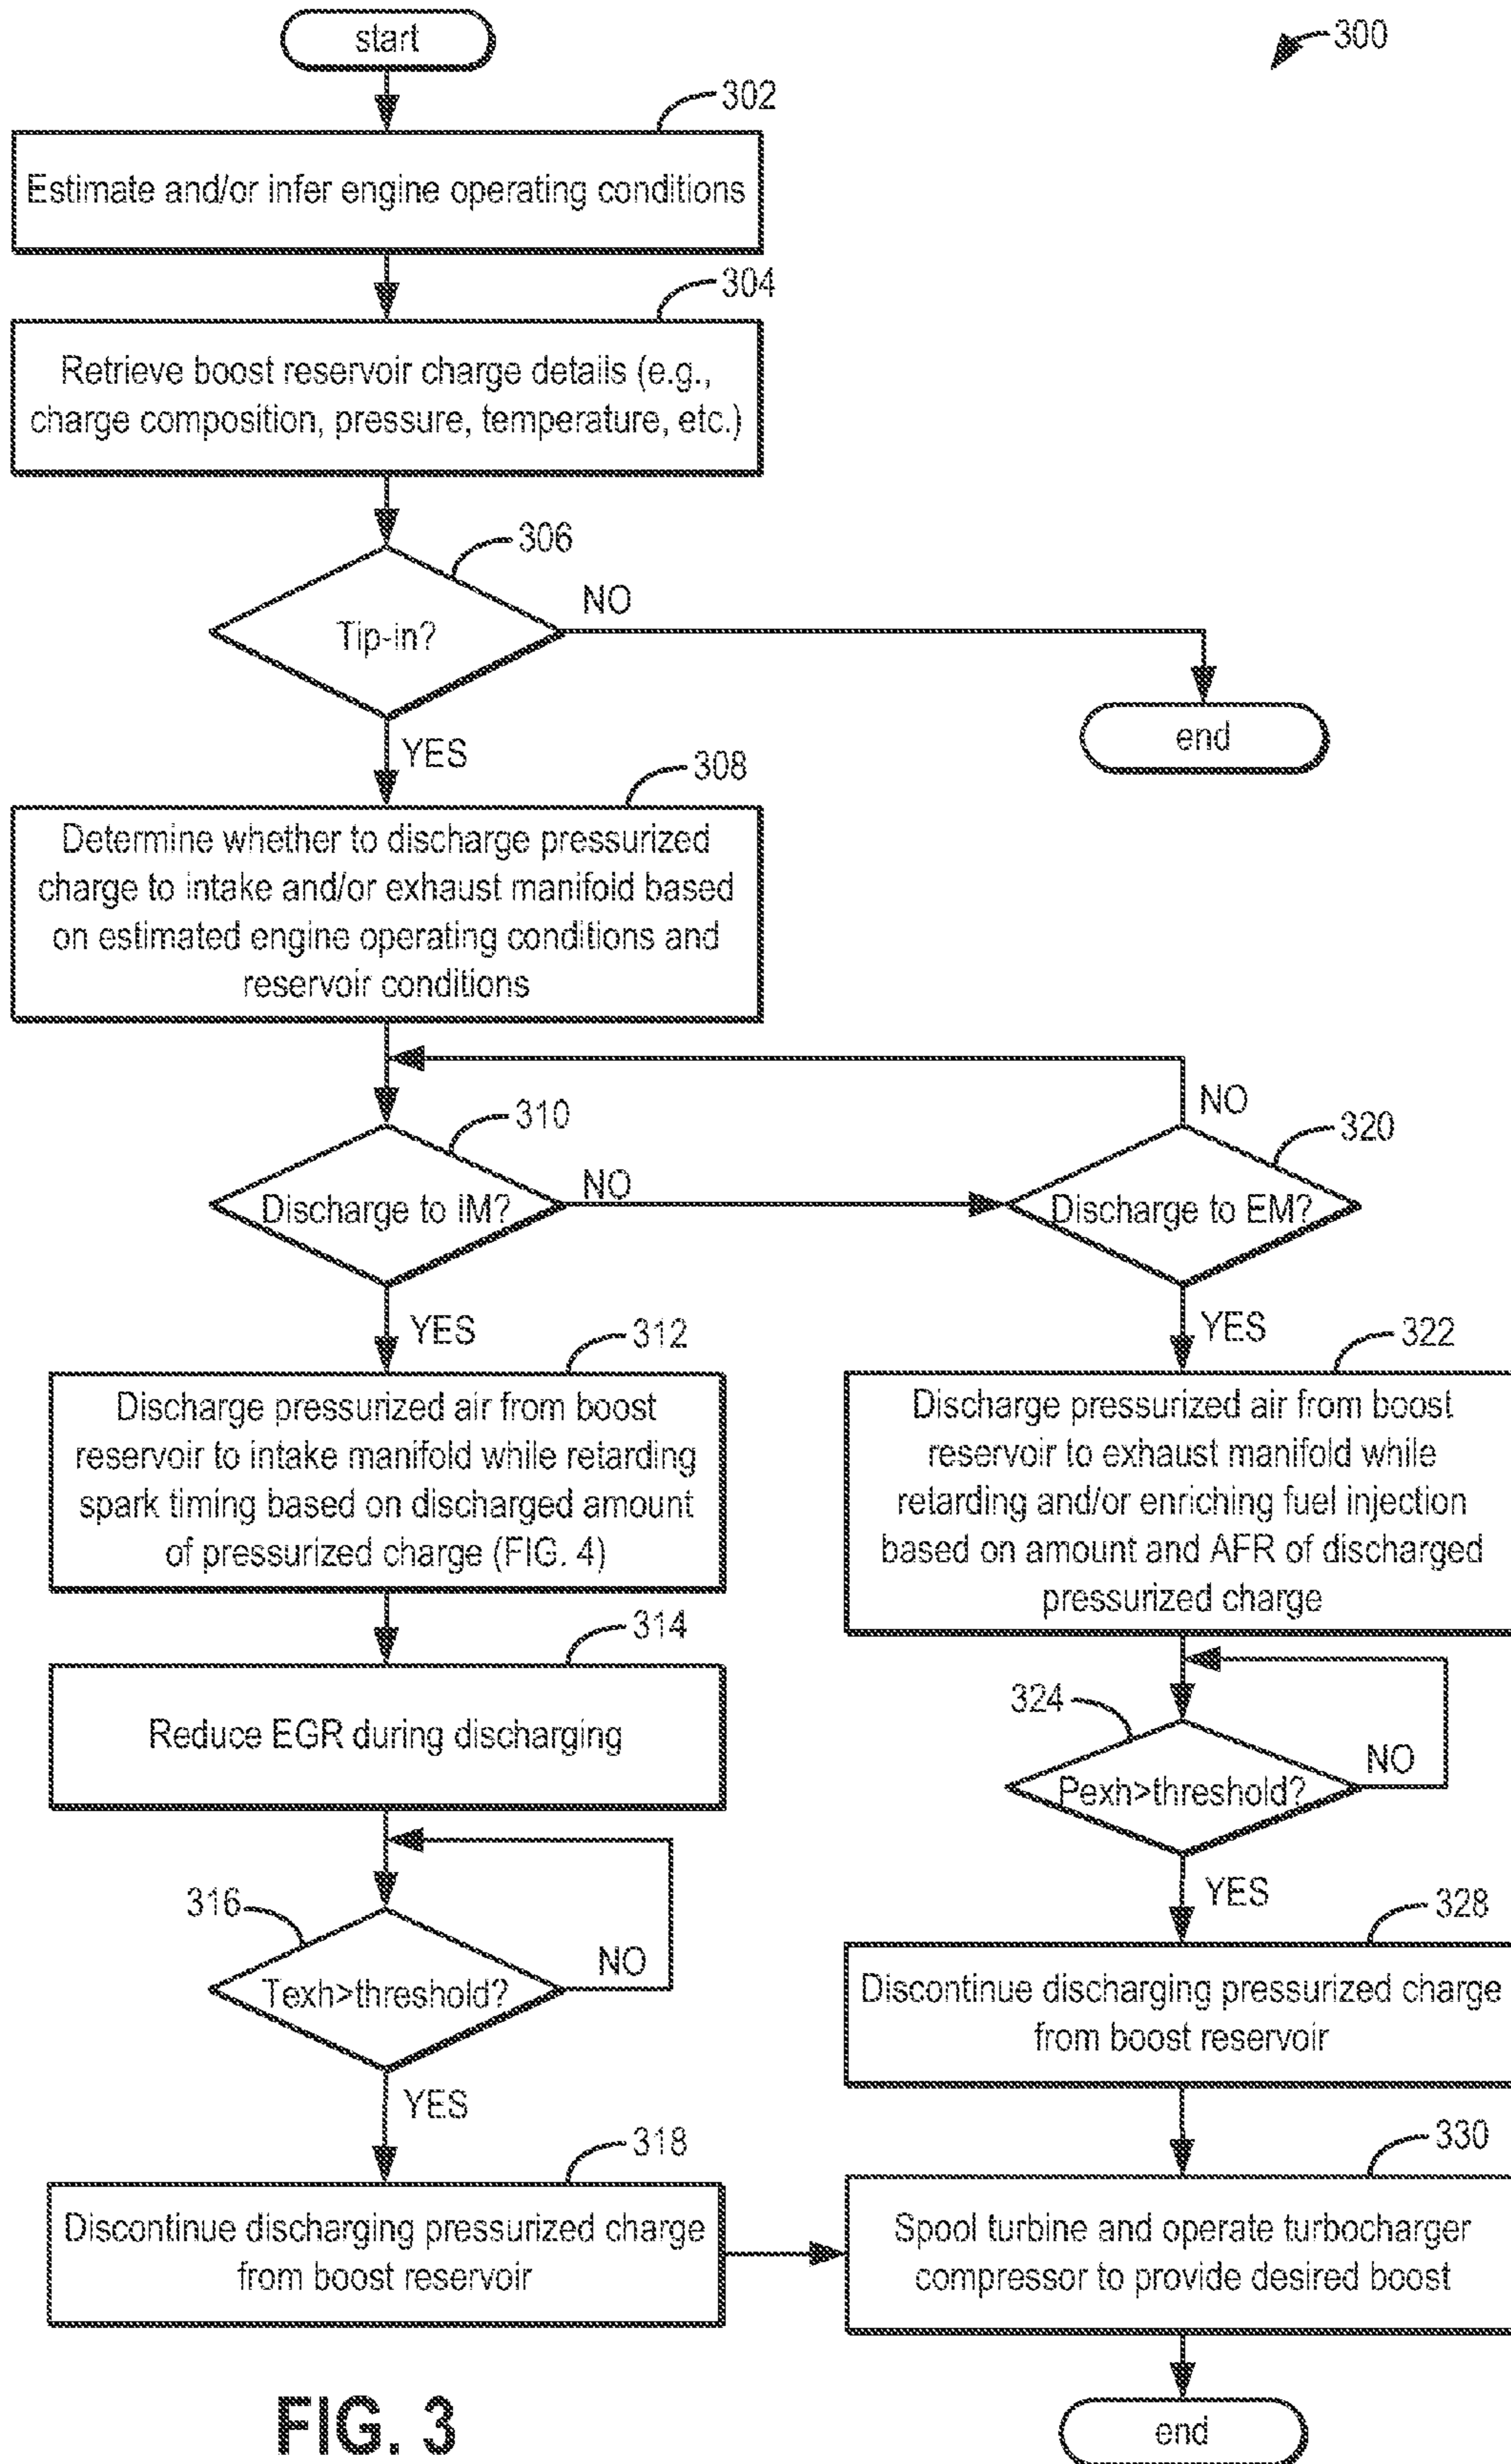 start
300
302
Estimate and/or infer engine operating conditions
304
Retrieve boost reservoir charge details (e.g.,
charge composition, pressure, temperature, etc.)
306
Tip-in?
NO
end
YES
308
Determine whether to discharge pressurized
charge to intake and/or exhaust manifold based
on estimated engine operating conditions and
reservoir conditions
310
Discharge to IM?
NO
320
Discharge to EM?
NO
YES
312
Discharge pressurized air from boost
reservoir to intake manifold while retarding
spark timing based on discharged amount
of pressurized charge (FIG. 4)
314
Reduce EGR during discharging
316
Texh>threshold?
NO
YES
318
Discontinue discharging pressurized charge
from boost reservoir
YES
322
Discharge pressurized air from boost
reservoir to exhaust manifold while
retarding and/or enriching fuel injection
based on amount and AFR of discharged
pressurized charge
324
Pexh>threshold?
NO
YES
328
Discontinue discharging pressurized charge
from boost reservoir
330
Spool turbine and operate turbocharger
compressor to provide desired boost
end
FIG. 3